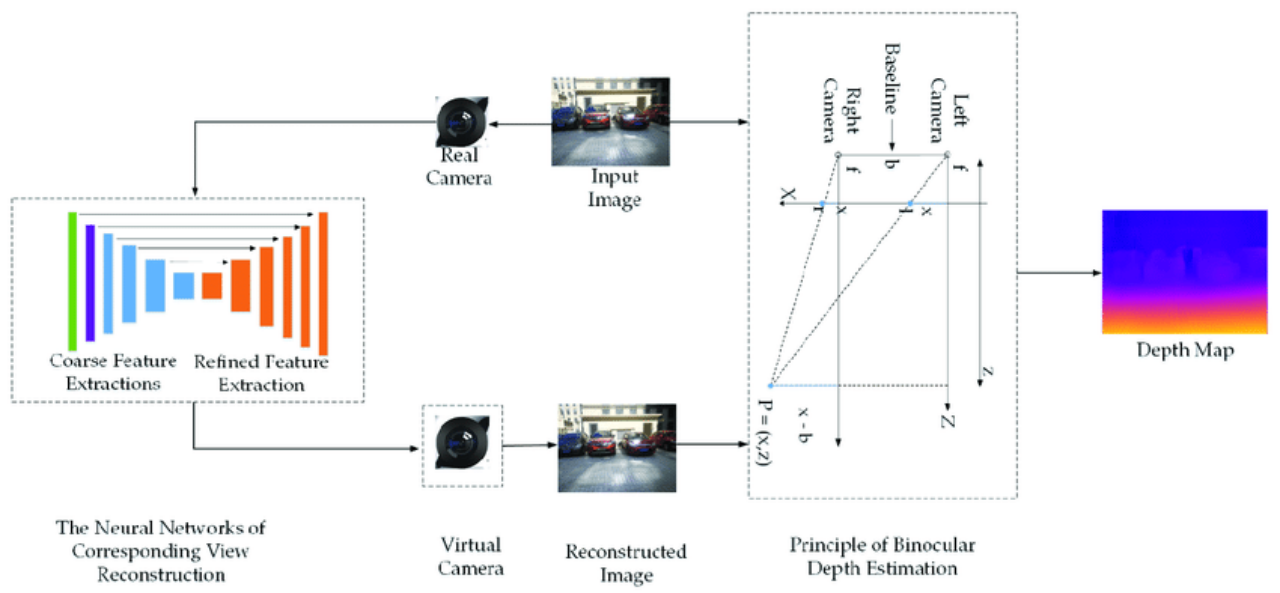 Real
Camera
Input
Image
Coarse Feature
Extractions
Refined Feature
Extraction
The Neural Networks of
Corresponding View
Reconstruction
Virtual
Camera
Reconstructed
Image
Left
Camera
Baseline
Right
Camera
f
b
f
X
r
x
l
x
z
Z
x - b
P = (x,z)
Principle of Binocular
Depth Estimation
Depth Map